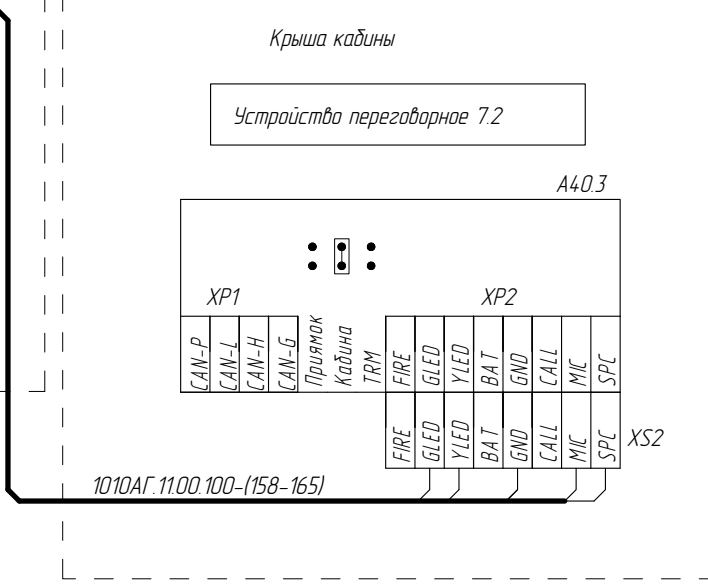 Крыша кабины
Устройство переговорное 7.2
А40.3
XP1
XP2
CAN-P
CAN-L
CAN-H
CAN-G
Приямок
Кабина
TRM
FIRE
GLED
YLED
BAT
GND
CALL
MIC
SPC
FIRE
GLED
YLED
BAT
GND
CALL
MIC
SPC
XS2
1010АГ.11.00.100-(158-165)